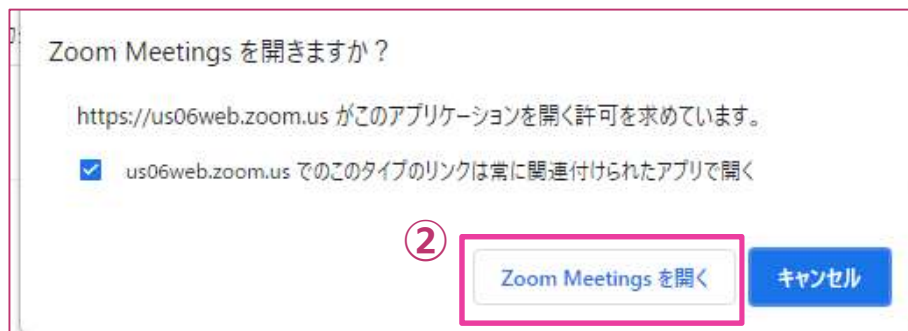 Zoom Meetings を開きますか？
https://us06web.zoom.us がこのアプリケーションを開く許可を求めています。
us06web.zoom.us でのこのタイプのリンクは常に関連付けられたアプリで開く
②
Zoom Meetings を開く キャンセル